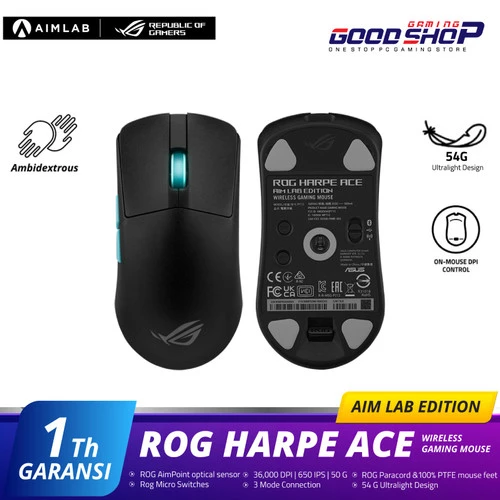 AIMLAB
REPUBLIC OF
GAMERS
GAMING
GOOD SHOP
ONE STOP PC GAMING STORE
Ambidextrous
ROG HARPE ACE
AIM LAB EDITION
WIRELESS GAMING MOUSE
ASUS
54G
Ultralight Design
ON-MOUSE DPI
CONTROL
AIM LAB EDITION
1 Th
GARANSI
ROG HARPE ACE
WIRELESS
GAMING MOUSE
• ROG AimPoint optical sensor
• Rog Micro Switches
• 36,000 DPI | 650 IPS | 50 G
• 3 Mode Connection
• ROG Paracord &100% PTFE mouse feet
• 54 G Ultralight Design